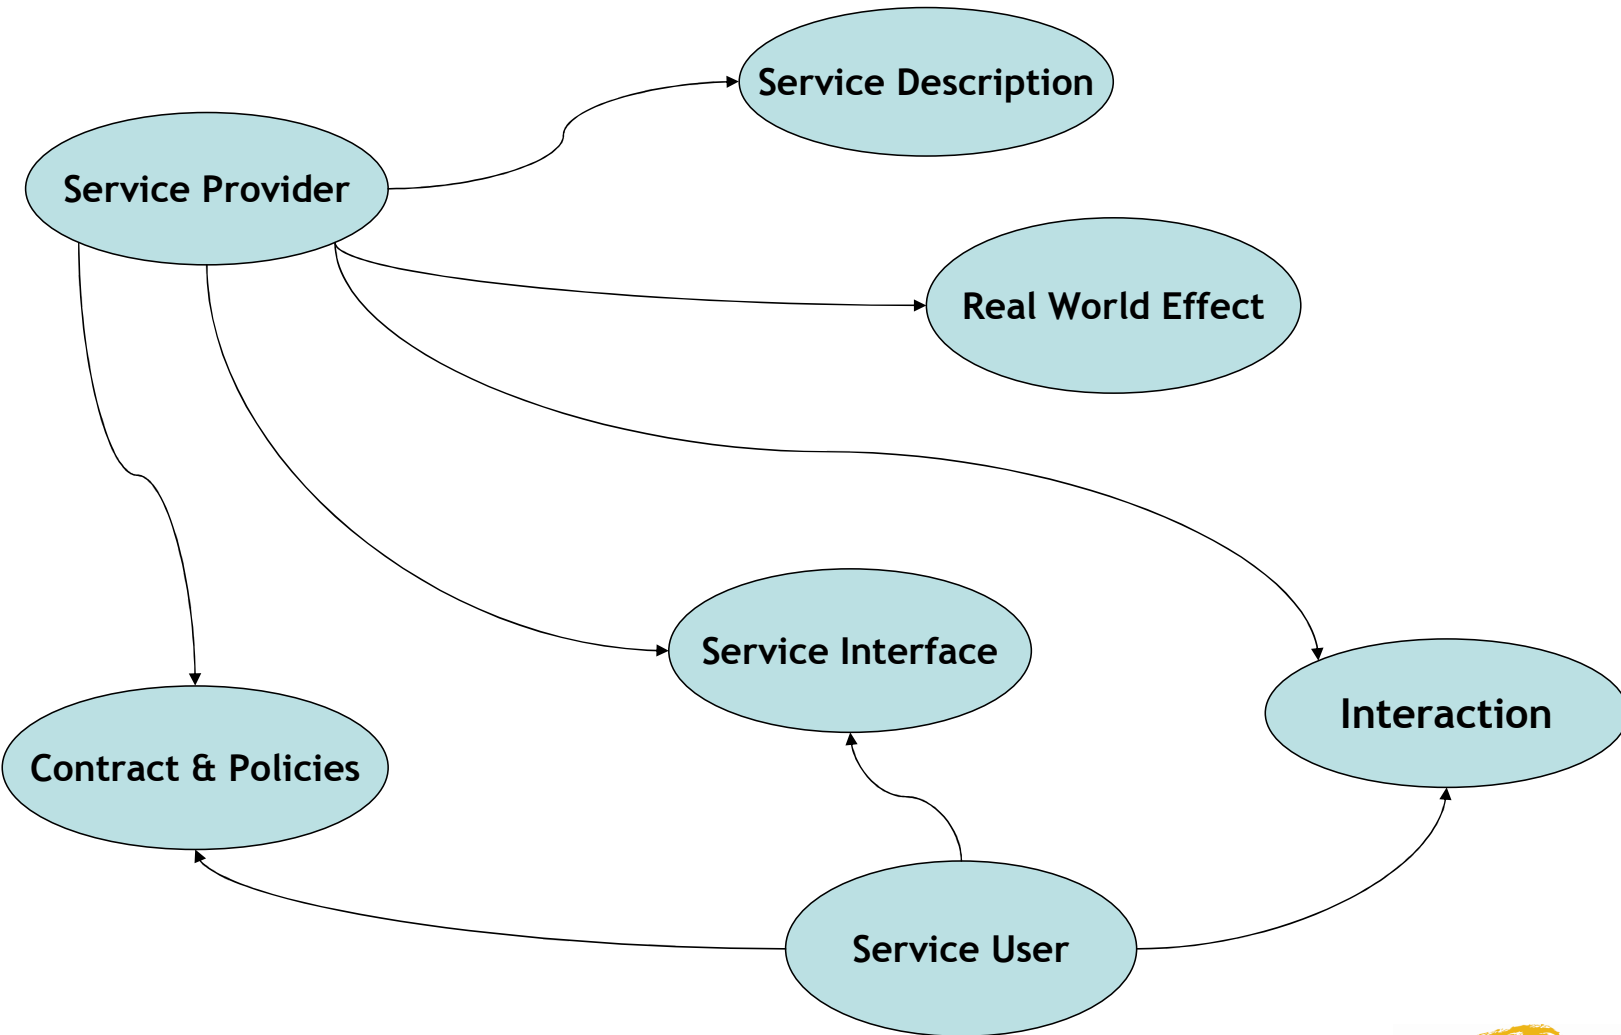 Service Description
Service Provider
Real World Effect
Service Interface
Interaction
Contract & Policies
Service User